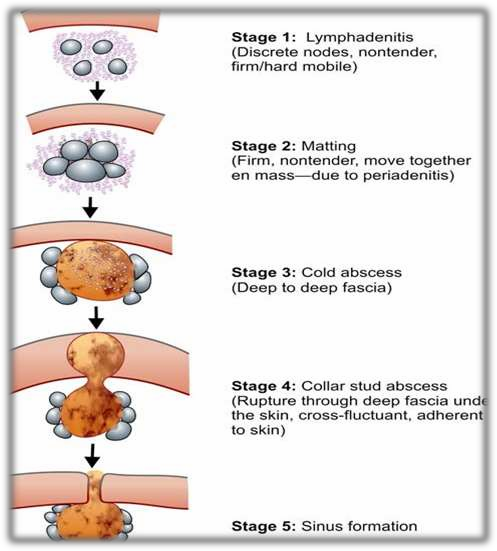 Stage 1: Lymphadenitis
(Discrete nodes, nontender,
firm/hard mobile)
Stage 2: Matting
(Firm, nontender, move together
en mass—due to periadenitis)
Stage 3: Cold abscess
(Deep to deep fascia)
Stage 4: Collar stud abscess
(Rupture through deep fascia unde
the skin, cross-fluctuant, adherent
to skin)
Stage 5: Sinus formation